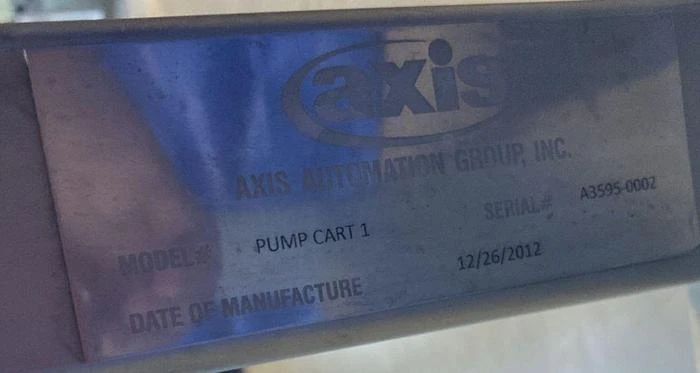 axis
AXIS AUTOMATION GROUP, INC.
MODEL# PUMP CART 1 SERIAL# A3595-0002
DATE OF MANUFACTURE 12/26/2012